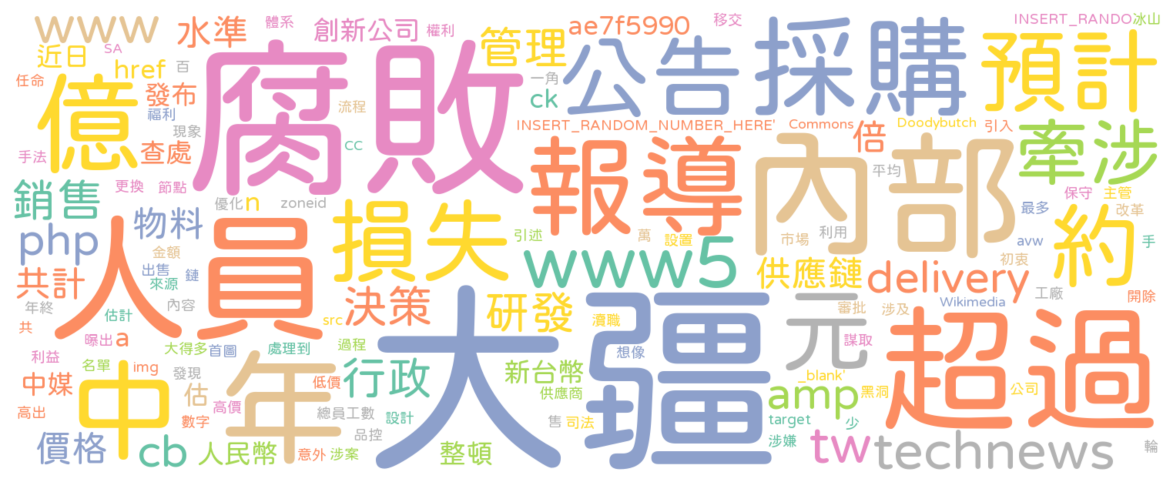 www 水準 體系 創新公司 權利 管理 ae7f5990 移交 INSERT_RANDO 冰山
近日 SA 百 href 腐敗 一角 公告 採購 預計
任命 億 發布 福利 流程 ck
現象 cc INSERT_RANDOM_NUMBER_HERE' Commons Doodybutch 引入
手法 查處 報導 倍 牽涉
銷售 更換 節點 優化 n zoneid 內部 平均 保守 主管
php 物料 損失 引述 萬 設置 市場 利用 最多 改革
人員 金額 www5 avw 初衷 約 手
共計 出售 鏈 來源 供應鏈 delivery 工廠
年終 內容 決策 研發 Wikimedia 開除
共 估計 src 瀆職 大疆 元 審批 涉及 超過
曝出 a 大得多 首圖 處理到 過程 想像 謀取
利益 名單 img 發現 年 低價 行政 新台幣 _blank'
中媒 中 估 高價 供應商 amp 黑洞 公司
高出 數字 總員工數 設計 售 司法 target 少
價格 cb 人民幣 品控 意外 涉案 整頓 涉嫌 tw technews 輪